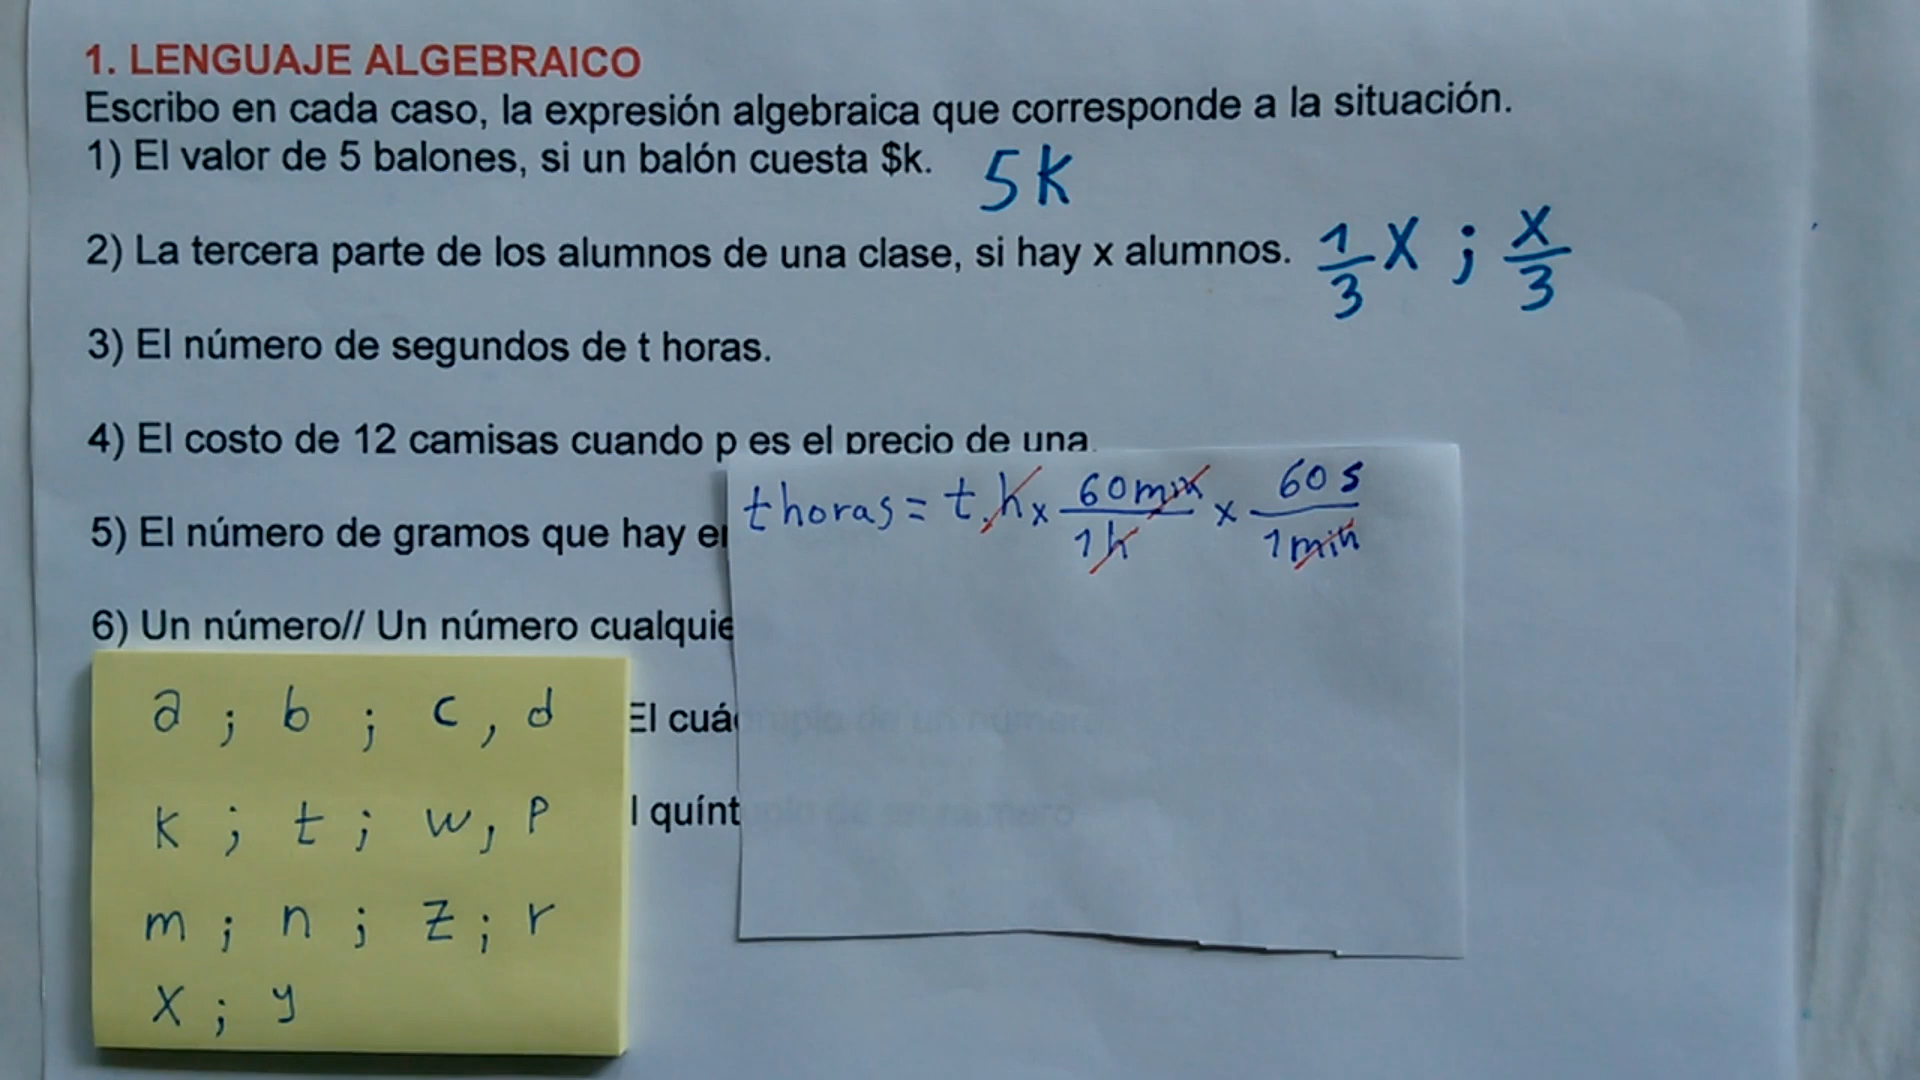 1. LENGUAJE ALGEBRAICO
Escribo en cada caso, la expresión algebraica que corresponde a la situación.
1) El valor de 5 balones, si un balón cuesta $k. 5k
2) La tercera parte de los alumnos de una clase, si hay x alumnos. 1/3 x ; x/3
3) El número de segundos de t horas.
4) El costo de 12 camisas cuando p es el precio de una.
5) El número de gramos que hay
t horas = t.h x 60min/1h x 60s/1min
6) Un número// Un número
a ; b ; c , d
El
k ; t ; w, p
m ; n ; z ; r
x ; y